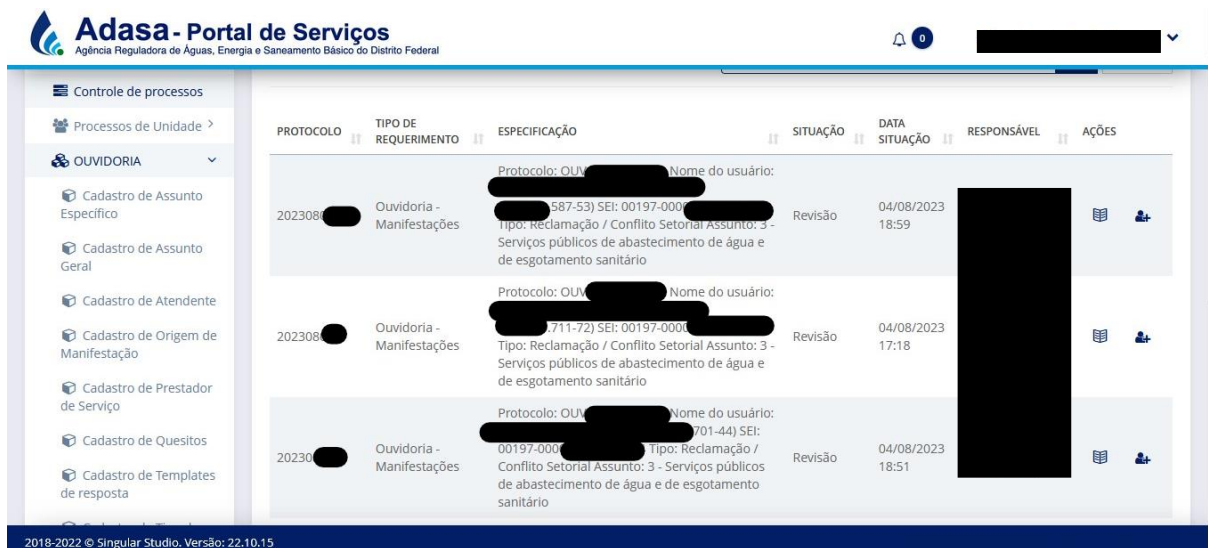 Adasa - Portal de Serviços
Agência Reguladora de Águas, Energia e Saneamento Básico do Distrito Federal
0
Controle de processos
Processos de Unidade
OUVIDORIA
Cadastro de Assunto
Específico
Cadastro de Assunto
Geral
Cadastro de Atendente
Cadastro de Origem de
Manifestação
Cadastro de Prestador
de Serviço
Cadastro de Quesitos
Cadastro de Templates
de resposta
PROTOCOLO
TIPO DE
REQUERIMENTO
ESPECIFICAÇÃO
SITUAÇÃO
DATA
SITUAÇÃO
RESPONSÁVEL
AÇÕES
202308
Ouvidoria -
Manifestações
Protocolo: OUV Nome do usuário:
.587-53) SEI: 00197-000
Tipo: Reclamação / Conflito Setorial Assunto: 3 -
Serviços públicos de abastecimento de água e
de esgotamento sanitário
Revisão
04/08/2023
18:59
202308
Ouvidoria -
Manifestações
Protocolo: OUV Nome do usuário:
.711-72) SEI: 00197-000
Tipo: Reclamação / Conflito Setorial Assunto: 3 -
Serviços públicos de abastecimento de água e
de esgotamento sanitário
Revisão
04/08/2023
17:18
20230
Ouvidoria -
Manifestações
Protocolo: OUV Nome do usuário:
701-44) SEI:
00197-000 Tipo: Reclamação /
Conflito Setorial Assunto: 3 - Serviços públicos
de abastecimento de água e de esgotamento
sanitário
Revisão
04/08/2023
18:51
2018-2022 © Singular Studio. Versão: 22.10.15